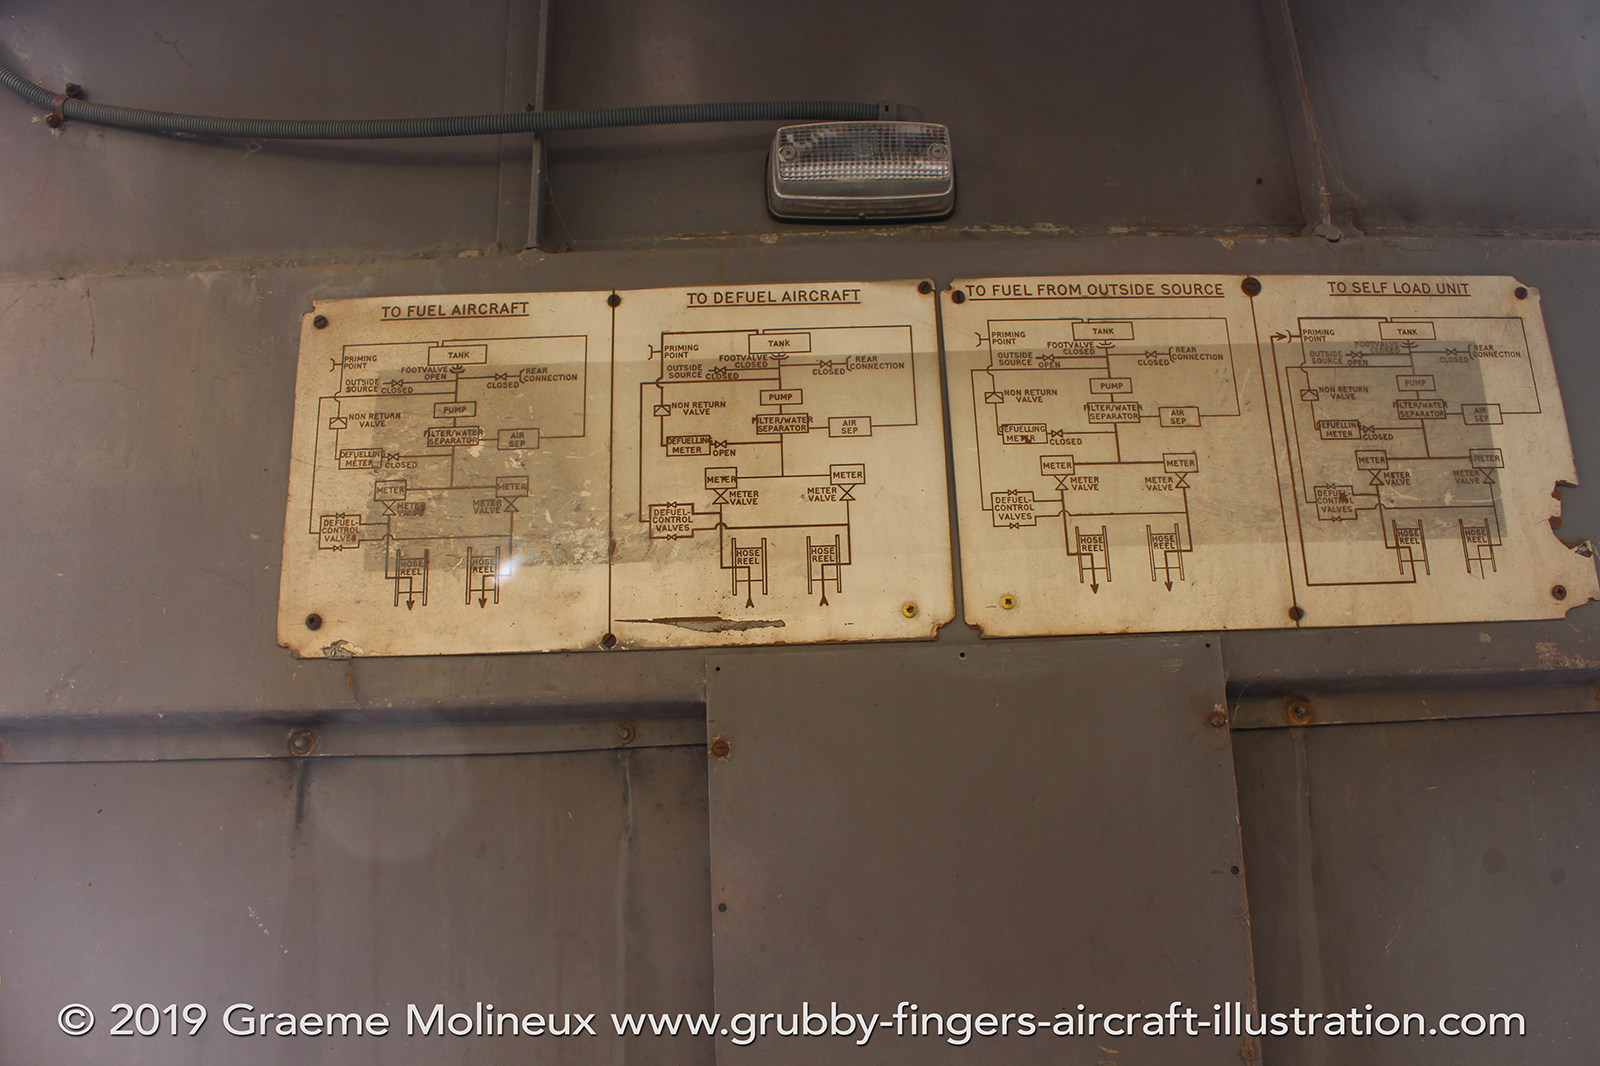 TO FUEL AIRCRAFT
PRIMING
POINT
TANK
FOOTVALVE
OPEN
OUTSIDE
SOURCE
CLOSED
CLOSED
REAR
CONNECTION
NON RETURN
VALVE
PUMP
FILTER/WATER
SEPARATOR
AIR
SEP
DEFUELLING
METER
CLOSED
METER
METER
METER
VALVE
METER
VALVE
DEFUEL-
CONTROL
VALVES
HOSE
REEL
HOSE
REEL
TO DEFUEL AIRCRAFT
PRIMING
POINT
TANK
FOOTVALVE
CLOSED
OUTSIDE
SOURCE
CLOSED
CLOSED
REAR
CONNECTION
NON RETURN
VALVE
PUMP
FILTER/WATER
SEPARATOR
AIR
SEP
DEFUELLING
METER
OPEN
METER
METER
METER
VALVE
METER
VALVE
DEFUEL-
CONTROL
VALVES
HOSE
REEL
HOSE
REEL
TO FUEL FROM OUTSIDE SOURCE
PRIMING
POINT
TANK
FOOTVALVE
CLOSED
OUTSIDE
SOURCE
OPEN
CLOSED
REAR
CONNECTION
NON RETURN
VALVE
PUMP
FILTER/WATER
SEPARATOR
AIR
SEP
DEFUELLING
METER
CLOSED
METER
METER
METER
VALVE
METER
VALVE
DEFUEL-
CONTROL
VALVES
HOSE
REEL
HOSE
REEL
TO SELF LOAD UNIT
PRIMING
POINT
TANK
FOOTVALVE
CLOSED
OUTSIDE
SOURCE
OPEN
CLOSED
REAR
CONNECTION
NON RETURN
VALVE
PUMP
FILTER/WATER
SEPARATOR
AIR
SEP
DEFUELLING
METER
CLOSED
METER
METER
METER
VALVE
METER
VALVE
DEFUEL-
CONTROL
VALVES
HOSE
REEL
HOSE
REEL
© 2019 Graeme Molineux www.grubby-fingers-aircraft-illustration.com